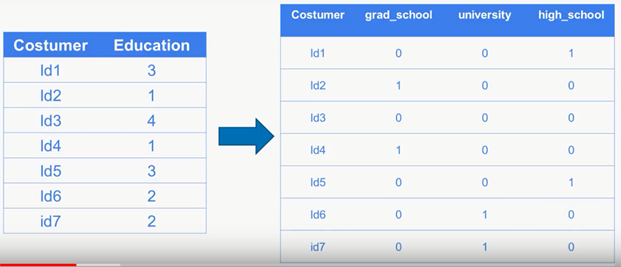 Costumer Education
Id1 3
Id2 1
Id3 4
Id4 1
Id5 3
Id6 2
id7 2
Costumer grad_school university high_school
Id1 0 0 1
Id2 1 0 0
Id3 0 0 0
Id4 1 0 0
Id5 0 0 1
Id6 0 1 0
id7 0 1 0